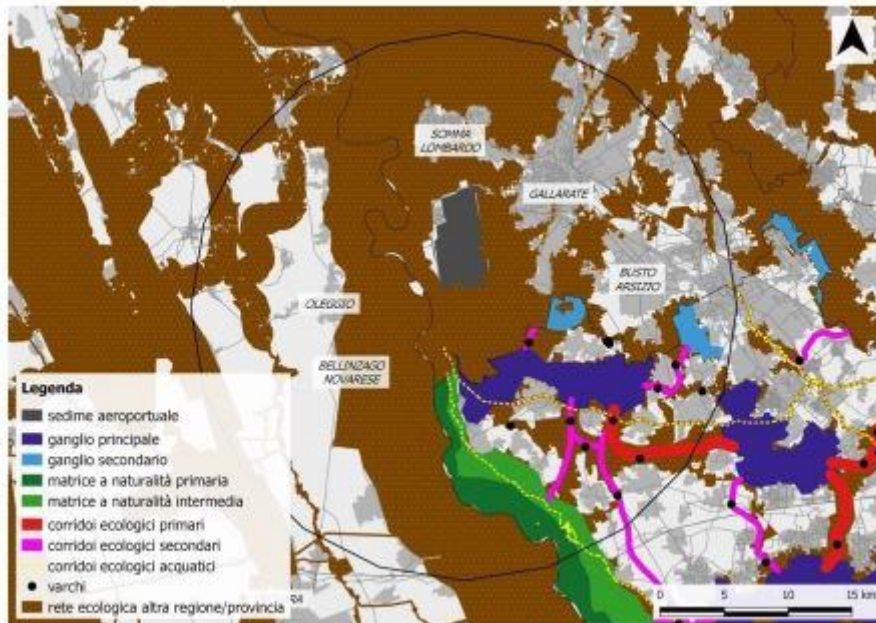 SOMMA
LOMBARDO
GALLARATE
BUSTO
ARSIZIO
OLEGGIO
BELLINZAGO
NOVARESE
Legenda
sedime aeroportuale
ganglio principale
ganglio secondario
matrice a naturalità primaria
matrice a naturalità intermedia
corridoi ecologici primari
corridoi ecologici secondari
corridoi ecologici acquatici
varchi
rete ecologica altra regione/provincia
RA
0 5 10 15 km